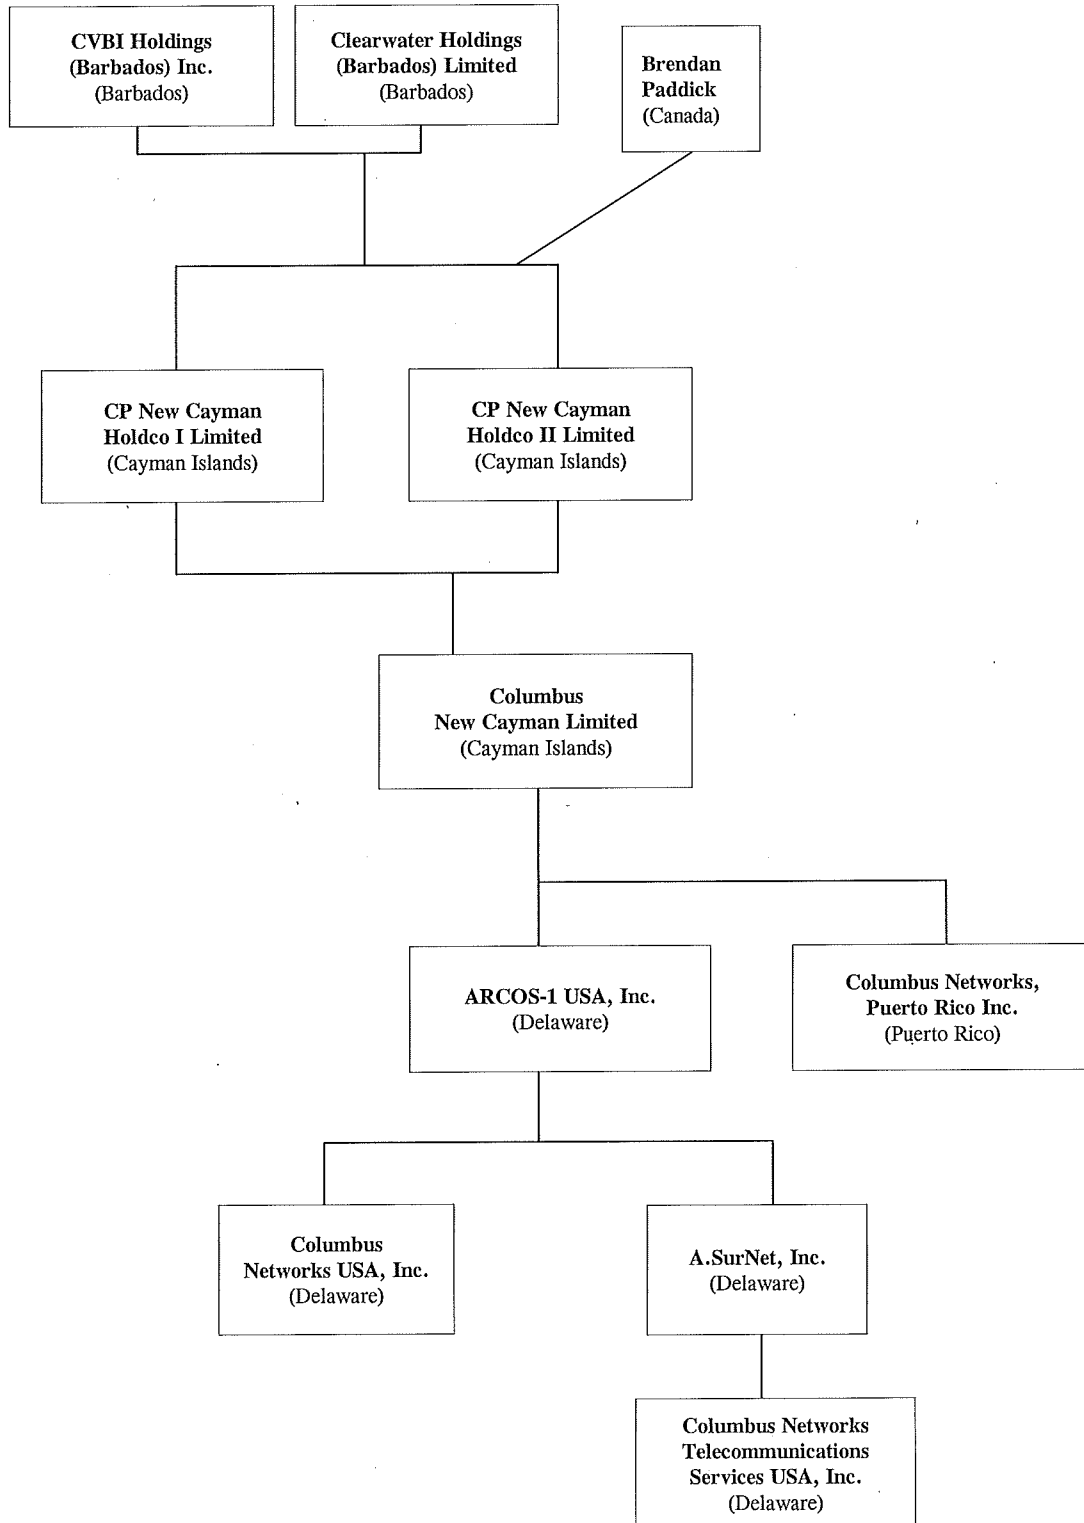 CVBI Holdings
(Barbados) Inc.
(Barbados)
Clearwater Holdings
(Barbados) Limited
(Barbados)
Brendan
Paddick
(Canada)
CP New Cayman
Holdco I Limited
(Cayman Islands)
CP New Cayman
Holdco II Limited
(Cayman Islands)
Columbus
New Cayman Limited
(Cayman Islands)
ARCOS-1 USA, Inc.
(Delaware)
Columbus Networks,
Puerto Rico Inc.
(Puerto Rico)
Columbus
Networks USA, Inc.
(Delaware)
A.SurNet, Inc.
(Delaware)
Columbus Networks
Telecommunications
Services USA, Inc.
(Delaware)